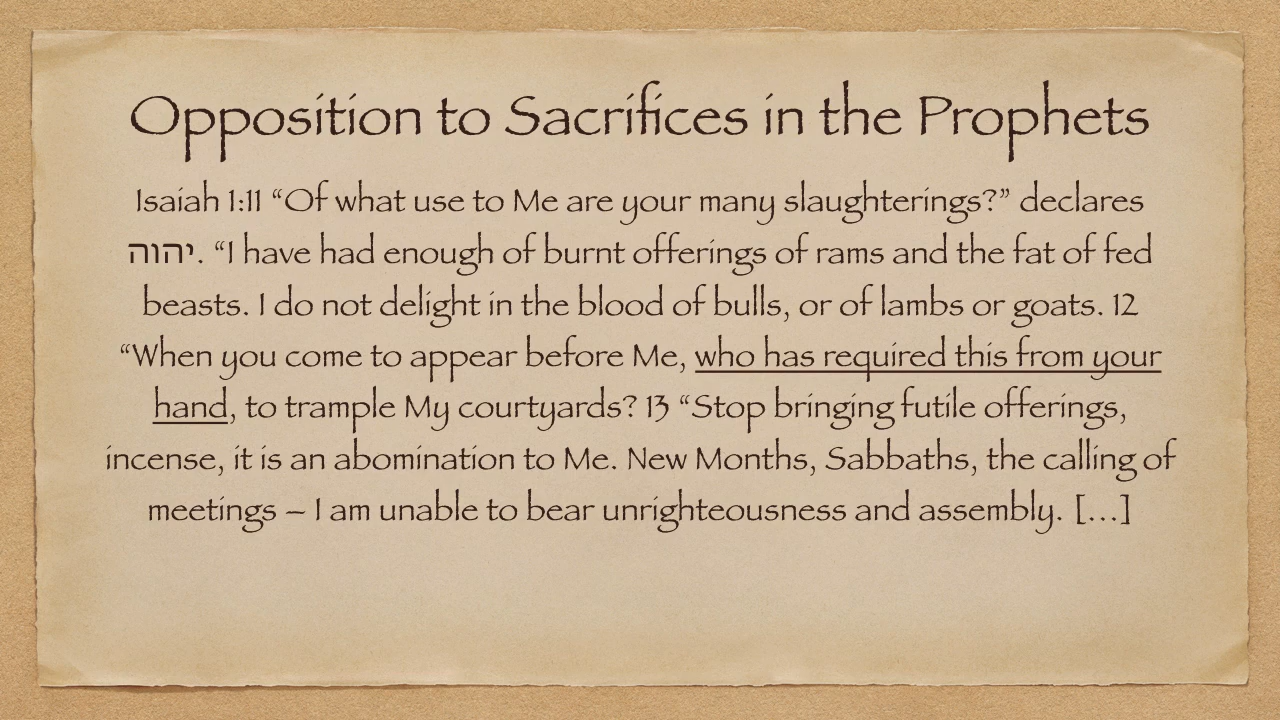 Opposition to Sacrifices in the Prophets
Isaiah 1:11 “Of what use to Me are your many slaughterings?” declares
יהוה. “I have had enough of burnt offerings of rams and the fat of fed
beasts. I do not delight in the blood of bulls, or of lambs or goats. 12
“When you come to appear before Me, who has required this from your
hand, to trample My courtyards? 13 “Stop bringing futile offerings,
incense, it is an abomination to Me. New Months, Sabbaths, the calling of
meetings – I am unable to bear unrighteousness and assembly. […]